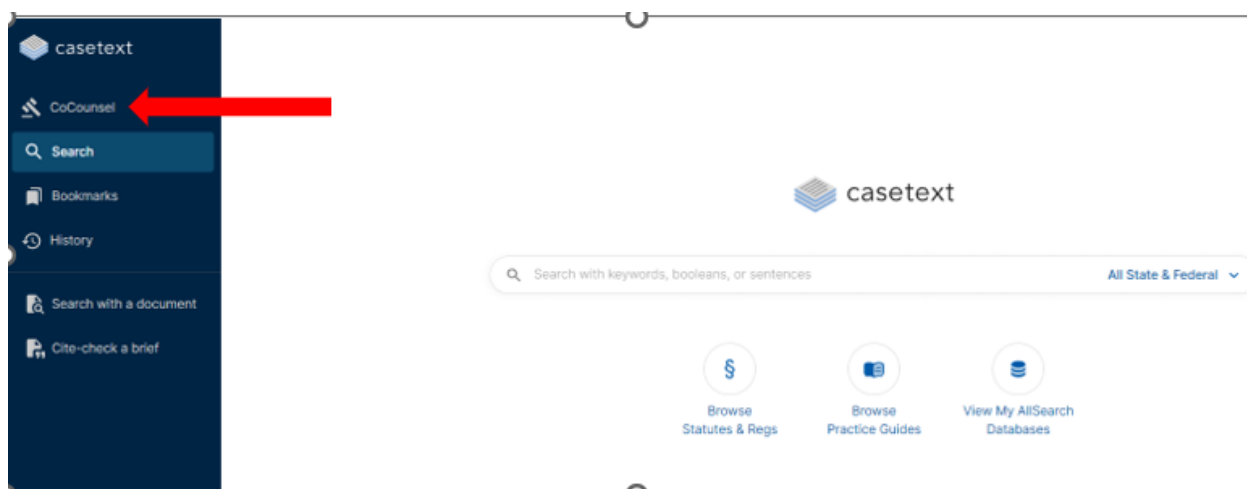 casetext
CoCounsel
Search
Bookmarks
History
Search with a document
Cite-check a brief
casetext
Search with keywords, booleans, or sentences
All State & Federal
§
Browse
Statutes & Regs
Browse
Practice Guides
View My AllSearch
Databases